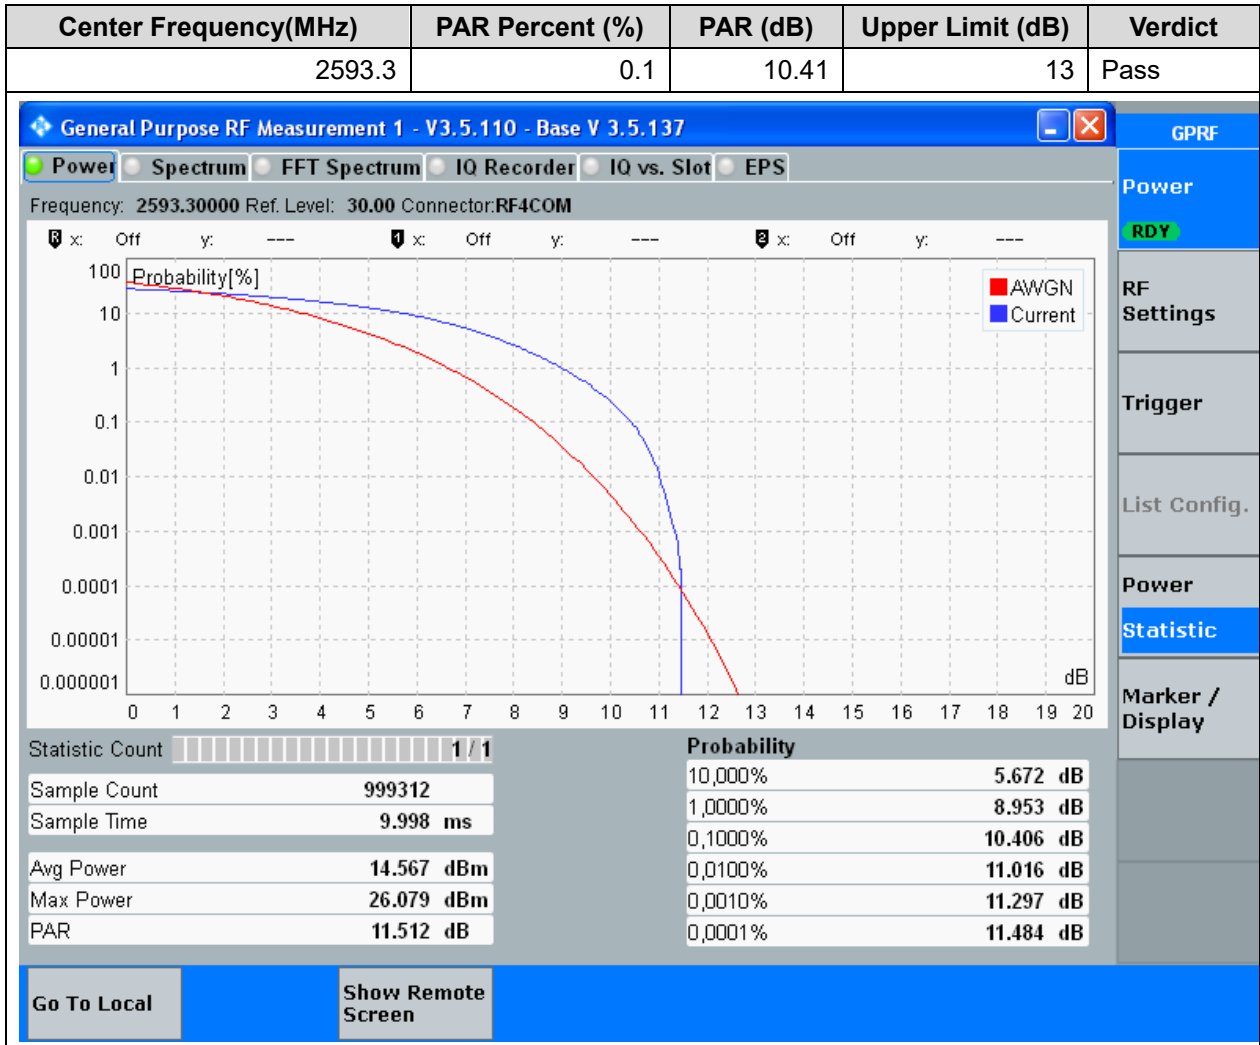 Center Frequency(MHz) PAR Percent (%) PAR (dB) Upper Limit (dB) Verdict
2593.3 0.1 10.41 13 Pass
General Purpose RF Measurement 1 - V3.5.110 - Base V 3.5.137
GPRF
Power Spectrum FFT Spectrum IQ Recorder IQ vs. Slot EPS
Frequency: 2593.30000 Ref. Level: 30.00 Connector:RF4COM
R x: Off y: --- 1 x: Off y: --- 2 x: Off y: ---
Probability[%]
AWGN
Current
100
10
1
0.1
0.01
0.001
0.0001
0.00001
0.000001
dB
0 1 2 3 4 5 6 7 8 9 10 11 12 13 14 15 16 17 18 19 20
Statistic Count 1 / 1
Sample Count 999312
Sample Time 9.998 ms
Avg Power 14.567 dBm
Max Power 26.079 dBm
PAR 11.512 dB
Probability
10,000% 5.672 dB
1,0000% 8.953 dB
0,1000% 10.406 dB
0,0100% 11.016 dB
0,0010% 11.297 dB
0,0001% 11.484 dB
Power
RDY
RF
Settings
Trigger
List Config.
Power
Statistic
Marker /
Display
Go To Local
Show Remote
Screen